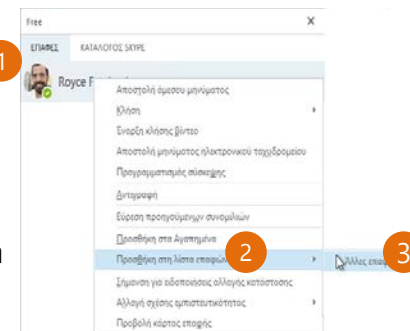 Free
ΕΠΑΦΕΣ ΚΑΤΑΛΟΓΟΣ SKYPE
1
Royce
Αποστολή άμεσου μηνύματος
Κλήση
Έναρξη κλήσης βίντεο
Αποστολή μηνύματος ηλεκτρονικού ταχυδρομείου
Προγραμματισμός σύσκεψης
Αντιγραφή
Εύρεση προηγούμενων συνομιλιών
Προσθήκη στα Αγαπημένα
Προσθήκη στη λίστα επαφών 2 Άλλες 3
Σήμανση για ειδοποιήσεις αλλαγής κατάστασης
Αλλαγή σχέσης εμπιστευτικότητας
Προβολή κάρτας επαφής